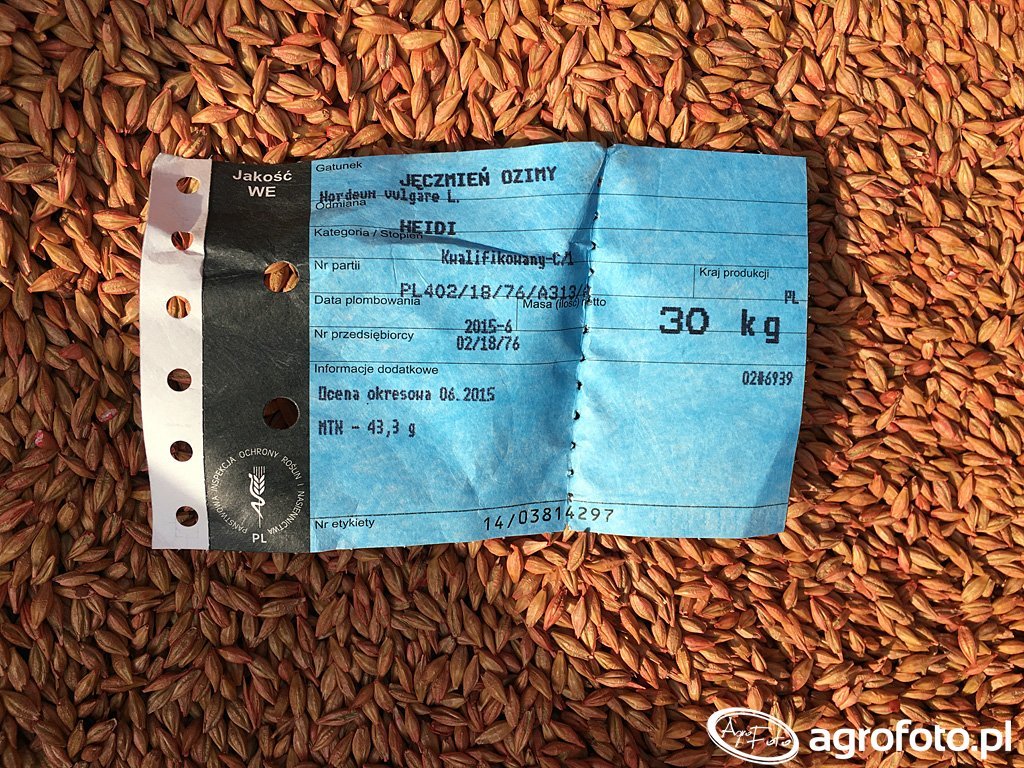 Jakość
WE
Gatunek
JĘCZMIEŃ OZIMY
Hordeum vulgare L.
Odmiana
HEIDI
Kategoria / Stopień
Kwalifikowany-C/1
Nr partii
Kraj produkcji
PL402/18/76/A313/A
PL
Data plombowania
Masa (ilość) netto
30 kg
2015-6
Nr przedsiębiorcy
02/18/76
Informacje dodatkowe
02#6939
Ocena okresowa 06.2015
MTN - 43,3 g
PAŃSTWOWA INSPEKCJA OCHRONY ROŚLIN I NASIENNICTWA
PL
Nr etykiety
14/03814297
AgroFoto
agrofoto.pl